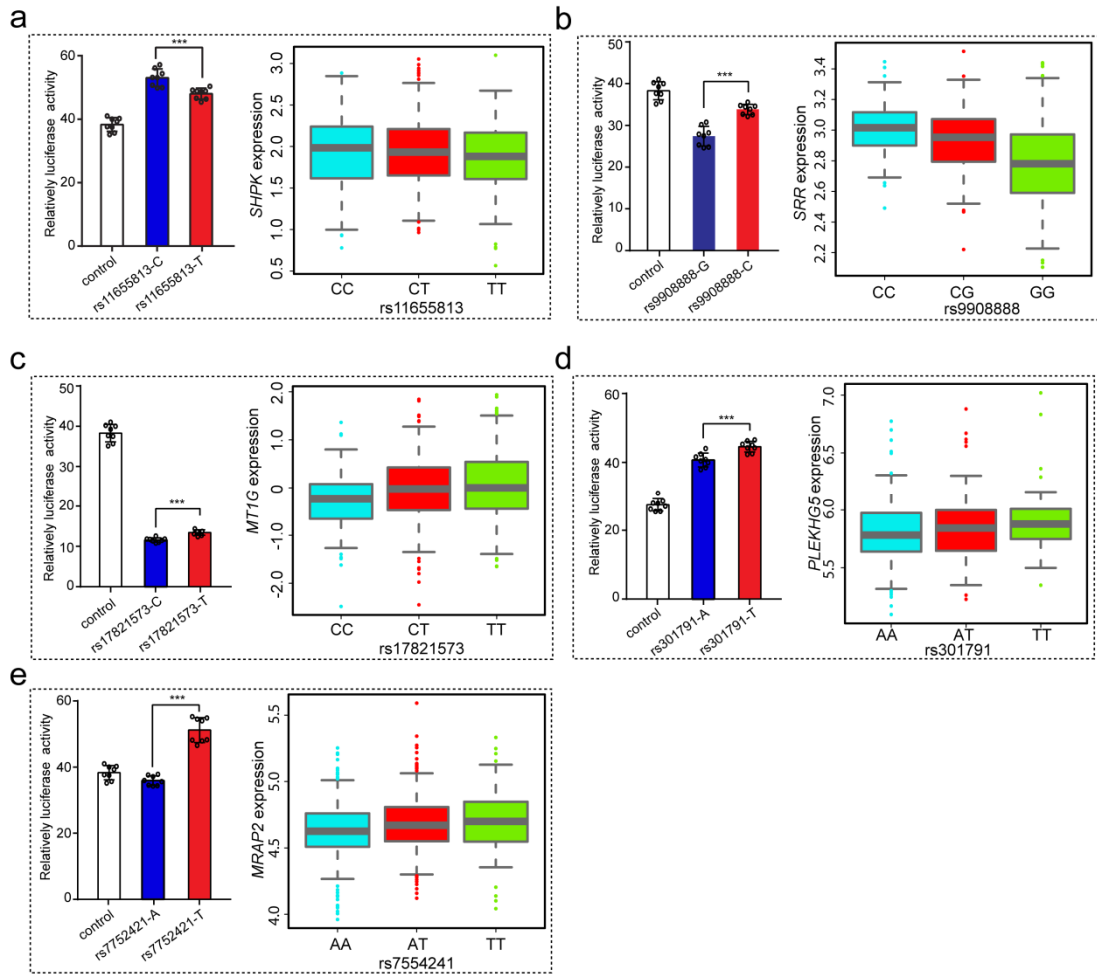 a
Relatively luciferase activity
60
40
20
0
***
control
rs11655813-C
rs11655813-T
SHPK expression
3.0
2.5
2.0
1.5
1.0
0.5
CC CT TT
rs11655813
b
Relatively luciferase activity
50
40
30
20
10
0
***
control
rs9908888-G
rs9908888-C
SRR expression
3.4
3.2
3.0
2.8
2.6
2.4
2.2
CC CG GG
rs9908888
c
Relatively luciferase activity
50
40
30
20
10
0
***
control
rs17821573-C
rs17821573-T
MT1G expression
2.0
1.0
0
-1.0
-2.0
CC CT TT
rs17821573
d
Relatively luciferase activity
60
40
20
0
***
control
rs301791-A
rs301791-T
PLEKHG5 expression
7.0
6.5
6.0
5.5
AA AT TT
rs301791
e
Relatively luciferase activity
60
40
20
0
***
control
rs7752421-A
rs7752421-T
MRAP2 expression
5.5
5.0
4.5
4.0
AA AT TT
rs7554241